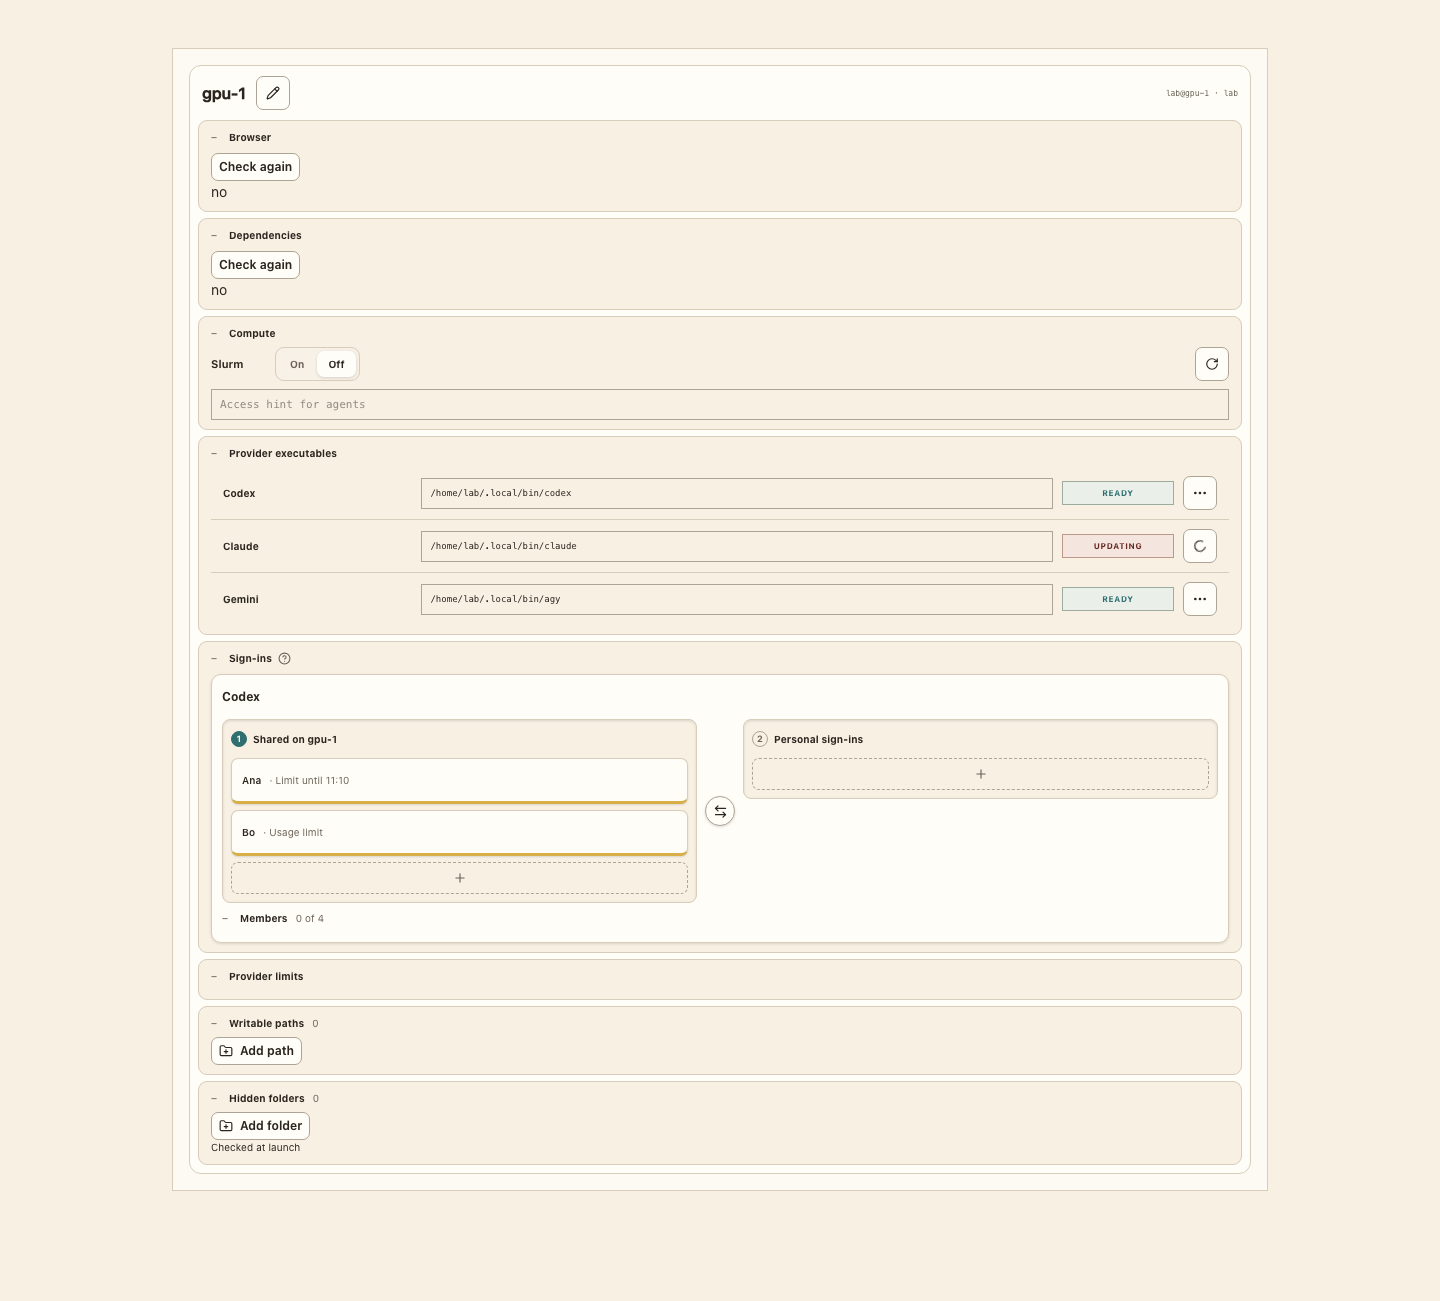 gpu-1
lab@gpu-1 · lab
– Browser
Check again
no
– Dependencies
Check again
no
– Compute
Slurm On Off
Access hint for agents
– Provider executables
Codex /home/lab/.local/bin/codex READY
Claude /home/lab/.local/bin/claude UPDATING
Gemini /home/lab/.local/bin/agy READY
– Sign-ins ?
Codex
1 Shared on gpu-1
Ana · Limit until 11:10
Bo · Usage limit
+
2 Personal sign-ins
+
– Members 0 of 4
– Provider limits
– Writable paths 0
Add path
– Hidden folders 0
Add folder
Checked at launch